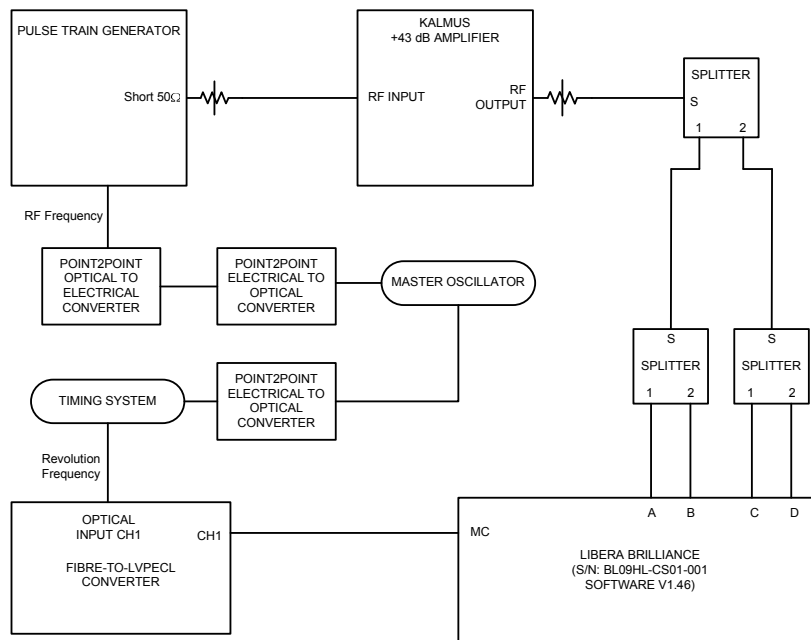 PULSE TRAIN GENERATOR
Short 50Ω
KALMUS
+43 dB AMPLIFIER
RF INPUT
RF
OUTPUT
SPLITTER
S
1 2
RF Frequency
POINT2POINT
OPTICAL TO
ELECTRICAL
CONVERTER
POINT2POINT
ELECTRICAL TO
OPTICAL
CONVERTER
MASTER OSCILLATOR
S
SPLITTER
1 2
S
SPLITTER
1 2
TIMING SYSTEM
POINT2POINT
ELECTRICAL TO
OPTICAL
CONVERTER
Revolution
Frequency
OPTICAL
INPUT CH1
CH1
FIBRE-TO-LVPECL
CONVERTER
A B C D
MC
LIBERA BRILLIANCE
(S/N: BL09HL-CS01-001
SOFTWARE V1.46)